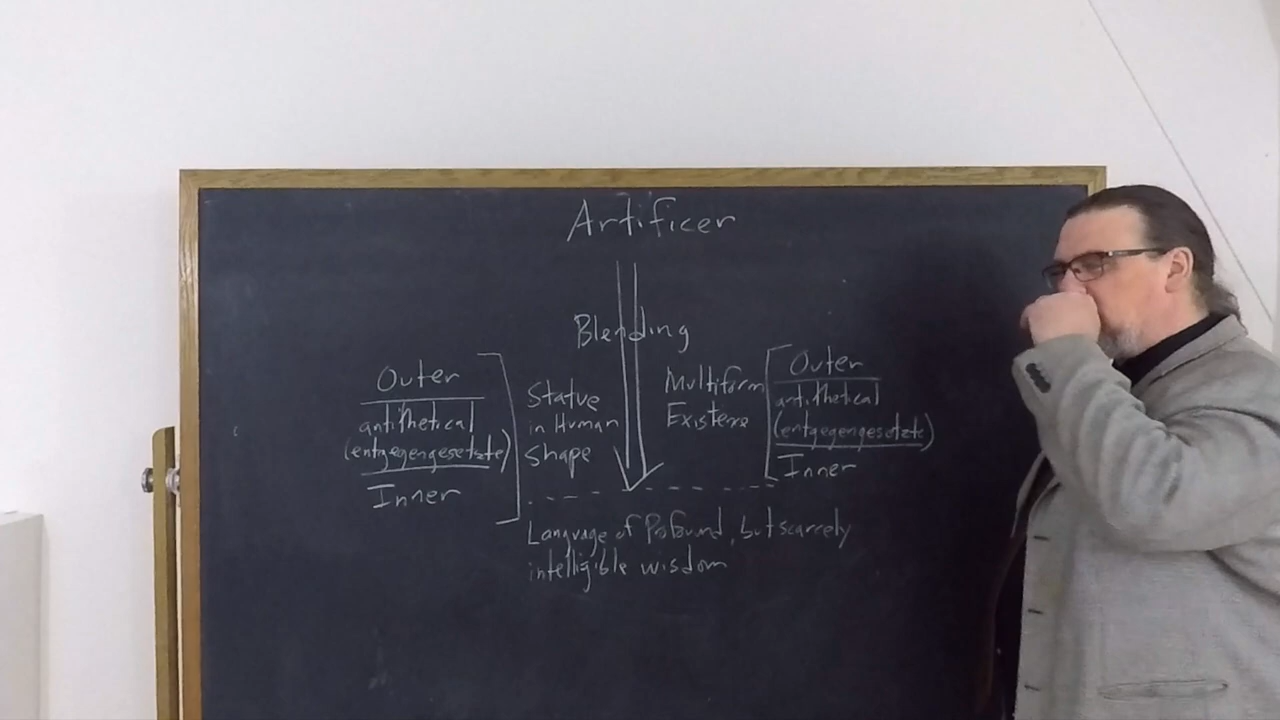 Artificer
Blending
Outer
antithetical
(entgegengesetzte)
Inner
Statue
in Human
Shape
Multiform
Existence
Outer
antithetical
(entgegengesetzte)
Inner
Language of Profound, but scarcely
intelligible wisdom